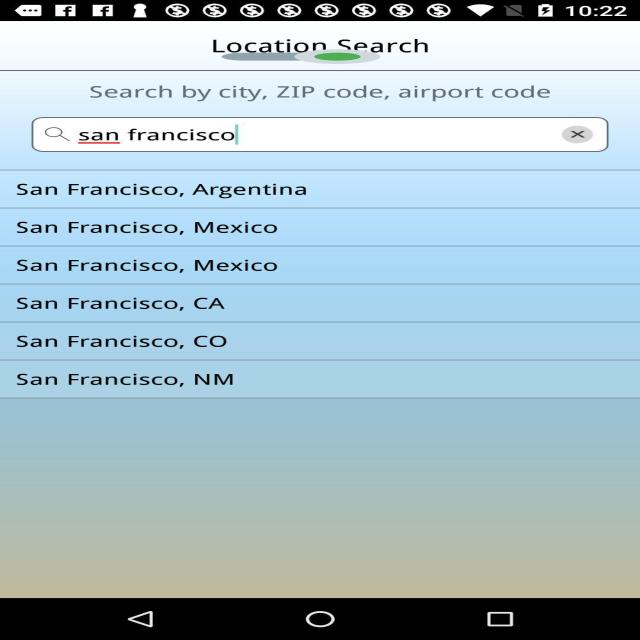 10:22
Location Search
Search by city, ZIP code, airport code
san francisco
San Francisco, Argentina
San Francisco, Mexico
San Francisco, Mexico
San Francisco, CA
San Francisco, CO
San Francisco, NM